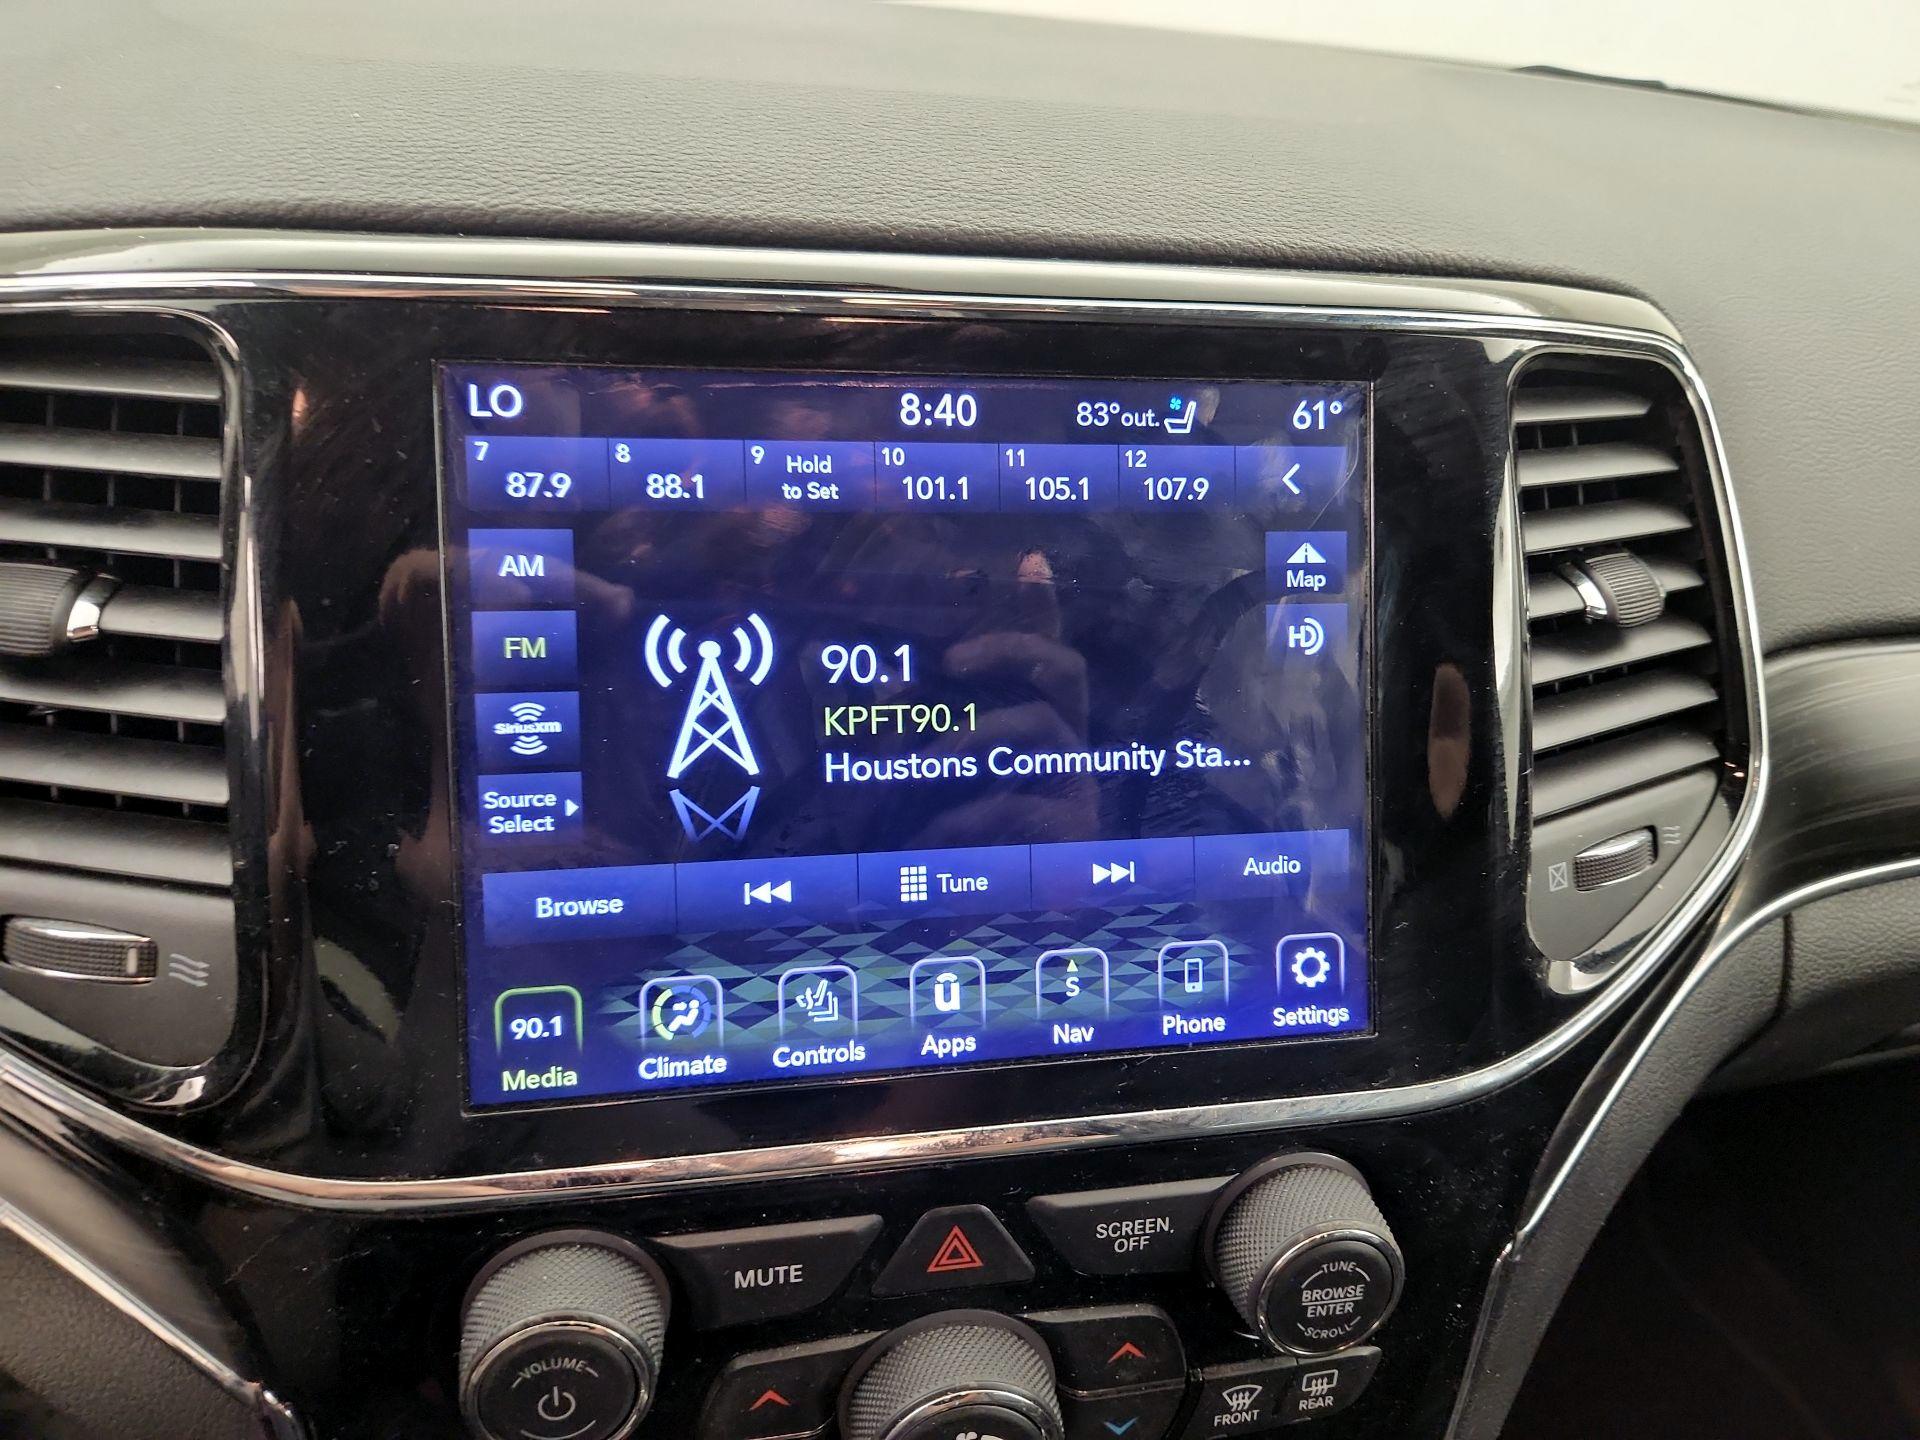 LO 8:40 83° out. 61°
7 87.9 8 88.1 9 Hold to Set 10 101.1 11 105.1 12 107.9
AM
Map
FM
HD
90.1
SiriusXM
KPFT90.1
Houstons Community Sta...
Source
Select
Browse Tune Audio
90.1 S
Media Climate Controls Apps Nav Phone Settings
MUTE
SCREEN
OFF
TUNE
BROWSE
ENTER
SCROLL
VOLUME
FRONT REAR